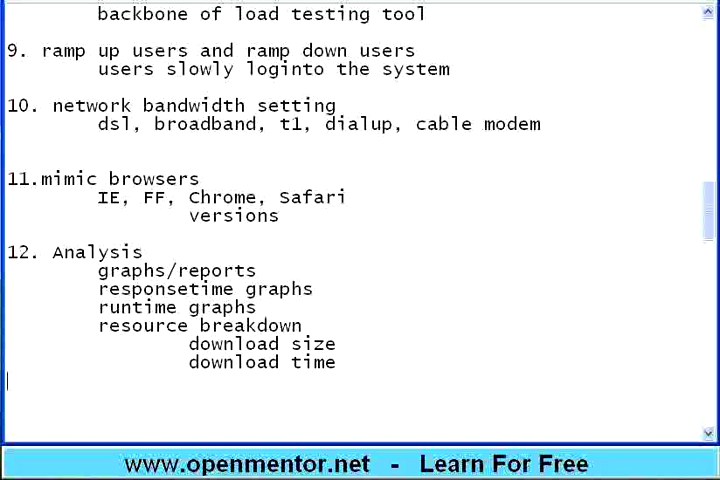 backbone of load testing tool
9. ramp up users and ramp down users
users slowly loginto the system
10. network bandwidth setting
dsl, broadband, t1, dialup, cable modem
11.mimic browsers
IE, FF, Chrome, Safari
versions
12. Analysis
graphs/reports
responsetime graphs
runtime graphs
resource breakdown
download size
download time
www.openmentor.net - Learn For Free